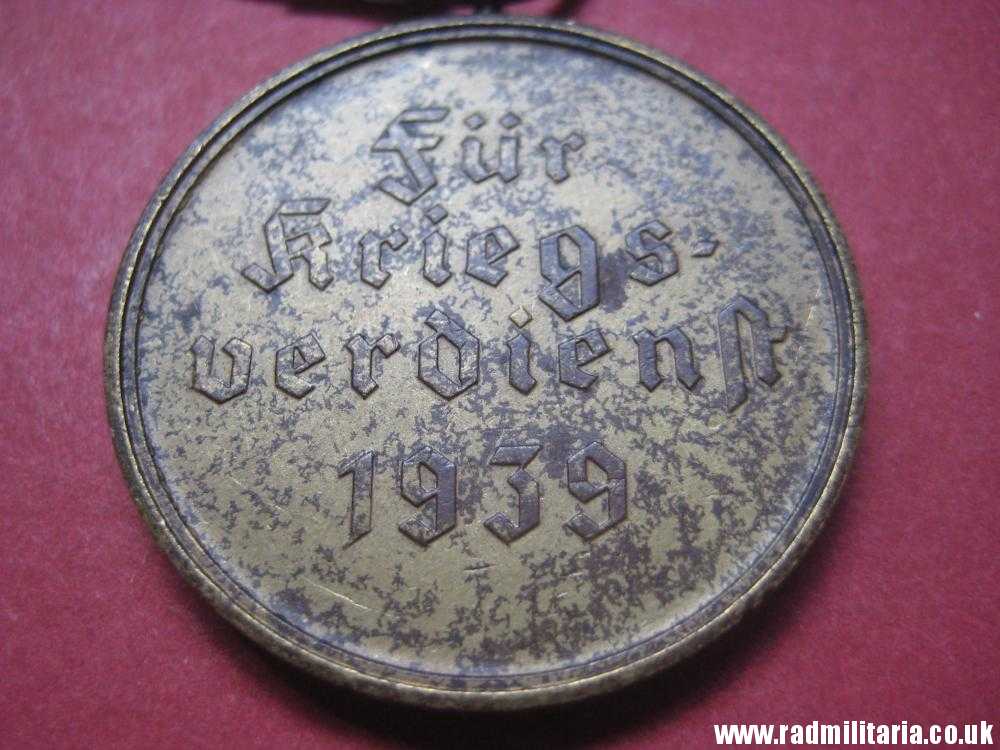 Für
Kriegs-
verdienst
1939
www.radmilitaria.co.uk